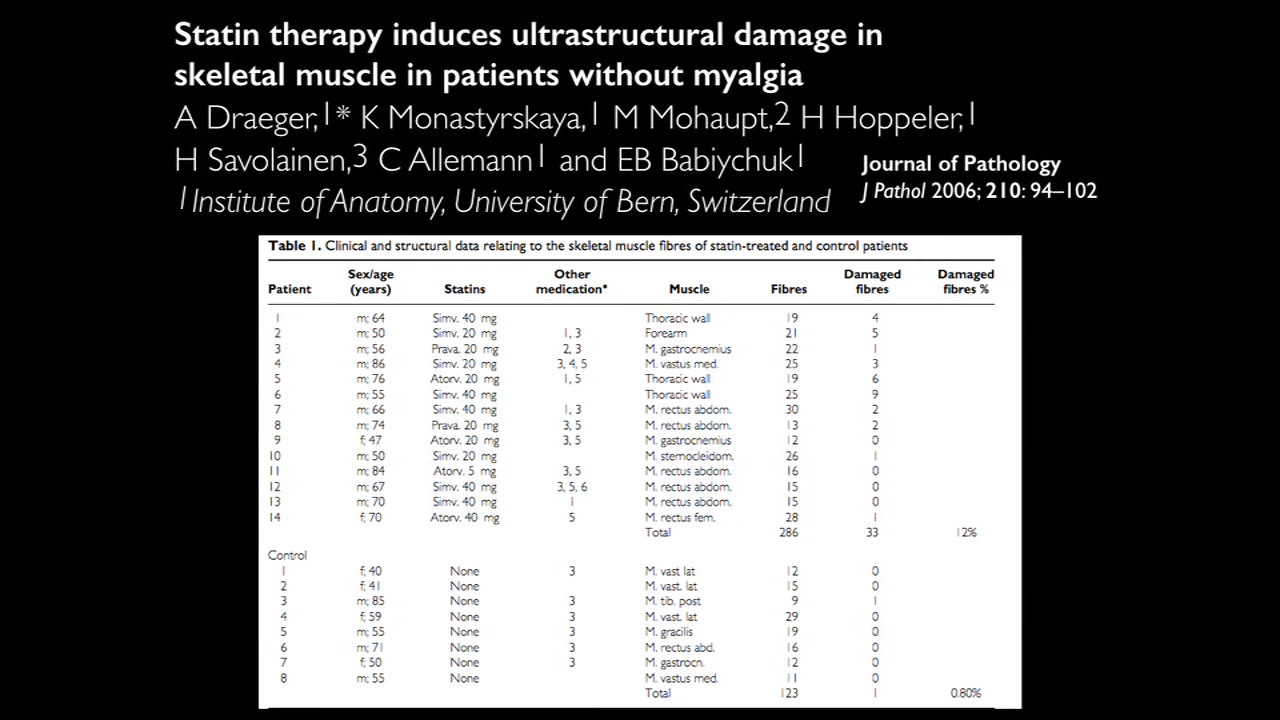 Statin therapy induces ultrastructural damage in
skeletal muscle in patients without myalgia
A Draeger,1* K Monastyrskaya,1 M Mohaupt,2 H Hoppeler,1
H Savolainen,3 C Allemann1 and EB Babiychuk1
1Institute of Anatomy, University of Bern, Switzerland
Journal of Pathology
J Pathol 2006; 210: 94–102
Table 1. Clinical and structural data relating to the skeletal muscle fibres of statin-treated and control patients
Patient Sex/age (years) Statins Other medication* Muscle Fibres Damaged fibres Damaged fibres %
1 m; 64 Simv. 40 mg Thoracic wall 19 4
2 m; 50 Simv. 20 mg 1, 3 Forearm 21 5
3 m; 56 Prava. 20 mg 2, 3 M. gastrocnemius 22 1
4 m; 86 Simv. 20 mg 3, 4, 5 M. vastus med. 25 3
5 m; 76 Atorv. 20 mg 1, 5 Thoracic wall 19 6
6 m; 55 Simv. 40 mg Thoracic wall 25 9
7 m; 66 Simv. 40 mg 1, 3 M. rectus abdom. 30 2
8 m; 74 Prava. 20 mg 3, 5 M. rectus abdom. 13 2
9 f; 47 Atorv. 20 mg 3, 5 M. gastrocnemius 12 0
10 m; 50 Simv. 20 mg M. sternocleidom. 26 1
11 m; 84 Atorv. 5 mg 3, 5 M. rectus abdom. 16 0
12 m; 67 Simv. 40 mg 3, 5, 6 M. rectus abdom. 15 0
13 m; 70 Simv. 40 mg 1 M. rectus abdom. 15 0
14 f; 70 Atorv. 40 mg 5 M. rectus fem. 28 1
Total 286 33 12%
Control
1 f; 40 None 3 M. vast lat 12 0
2 f; 41 None M. vast. lat 15 0
3 m; 85 None 3 M. tib. post 9 1
4 f; 59 None 3 M. vast. lat 29 0
5 m; 55 None 3 M. gracilis 19 0
6 m; 71 None 3 M. rectus abd. 16 0
7 f; 50 None 3 M. gastrocn. 12 0
8 m; 55 None M. vastus med. 11 0
Total 123 1 0.80%